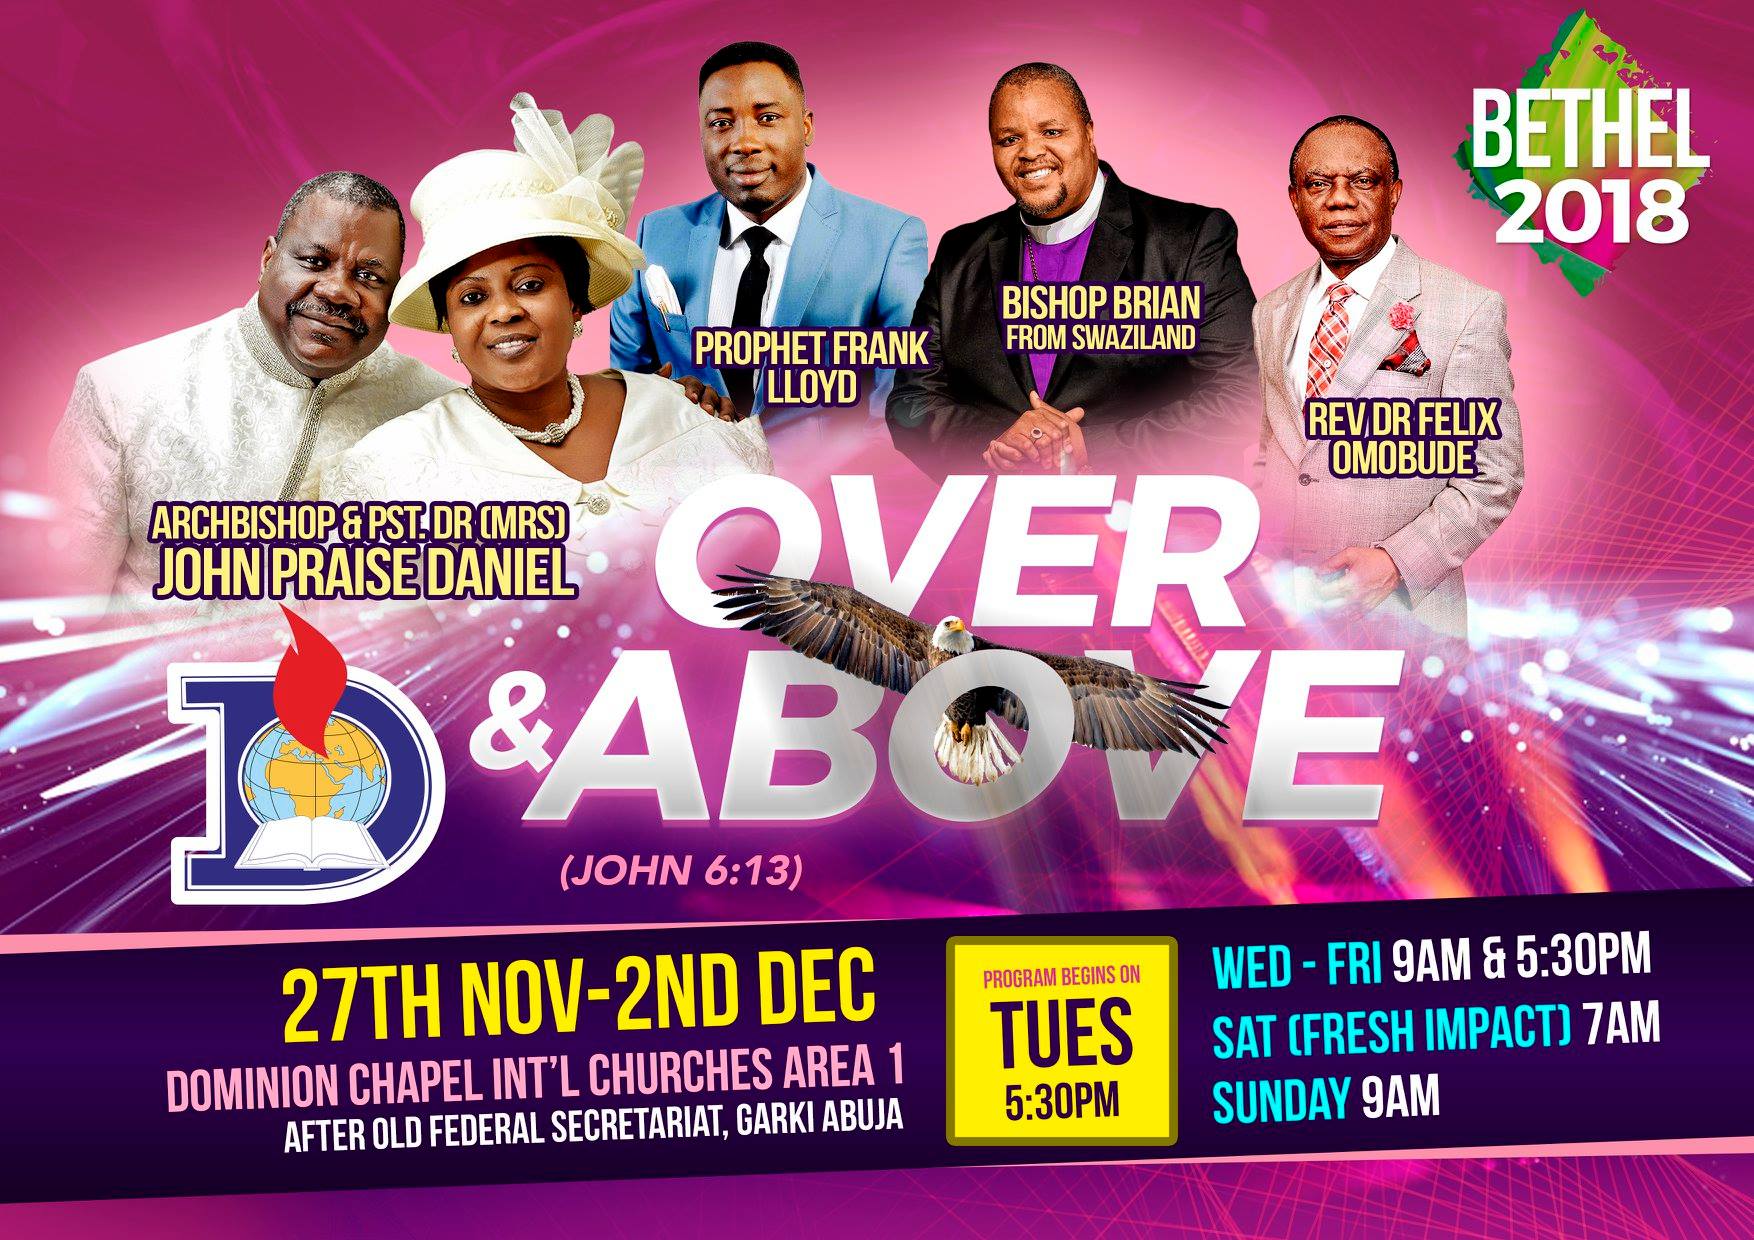 BETHEL
2018
PROPHET FRANK
LLOYD
BISHOP BRIAN
FROM SWAZILAND
REV,DR FELIX
OMOBUDE
ARCHBISHOP & PST. DR (MRS)
JOHN PRAISE DANIEL
OVER
& ABOVE
(JOHN 6:13)
27TH NOV-2ND DEC
DOMINION CHAPEL INT'L CHURCHES AREA 1
AFTER OLD FEDERAL SECRETARIAT, GARKI ABUJA
PROGRAM BEGINS ON
TUES
5:30PM
WED - FRI 9AM & 5:30PM
SAT (FRESH IMPACT) 7AM
SUNDAY 9AM